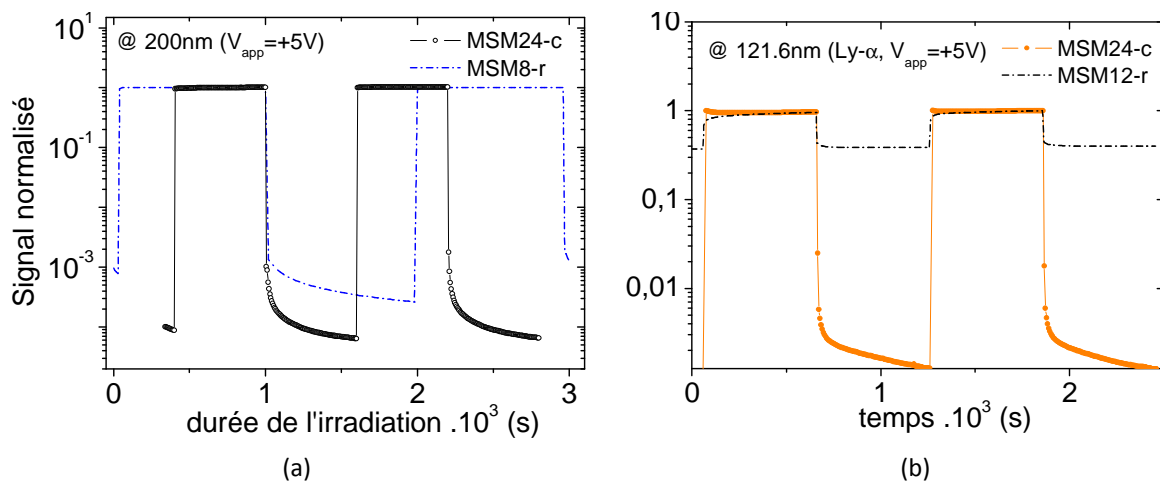 @ 200nm (V_app=+5V)
MSM24-c
MSM8-r
Signal normalisé
10^1
10^-1
10^-3
0
1
2
3
durée de l'irradiation .10^3 (s)
(a)
@ 121.6nm (Ly-α, V_app=+5V)
MSM24-c
MSM12-r
10
1
0,1
0,01
0
1
2
temps .10^3 (s)
(b)